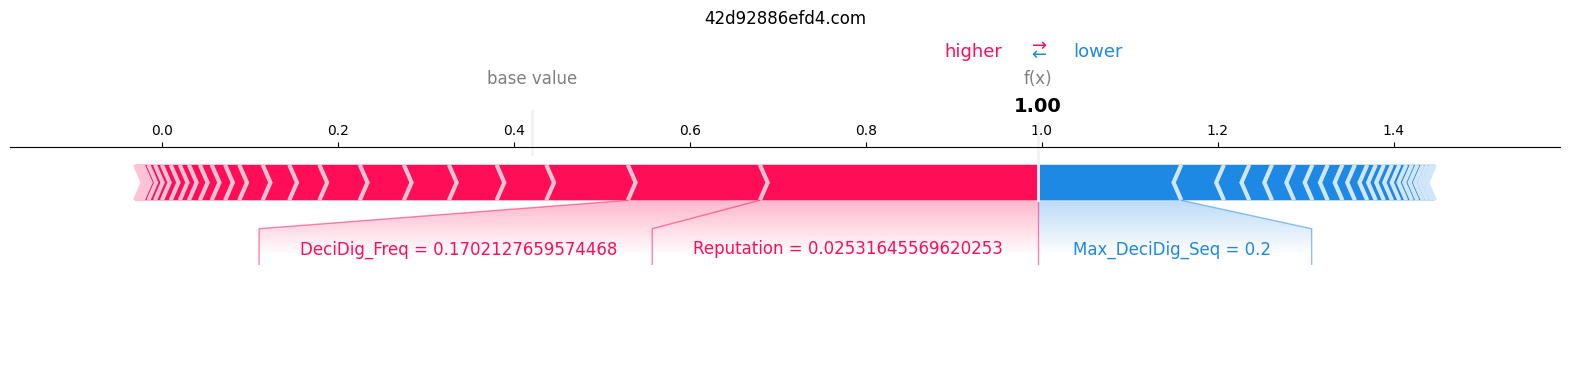 42d92886efd4.com
higher → ← lower
base value f(x)
1.00
0.0 0.2 0.4 0.6 0.8 1.0 1.2 1.4
DeciDig_Freq = 0.1702127659574468 Reputation = 0.02531645569620253 Max_DeciDig_Seq = 0.2